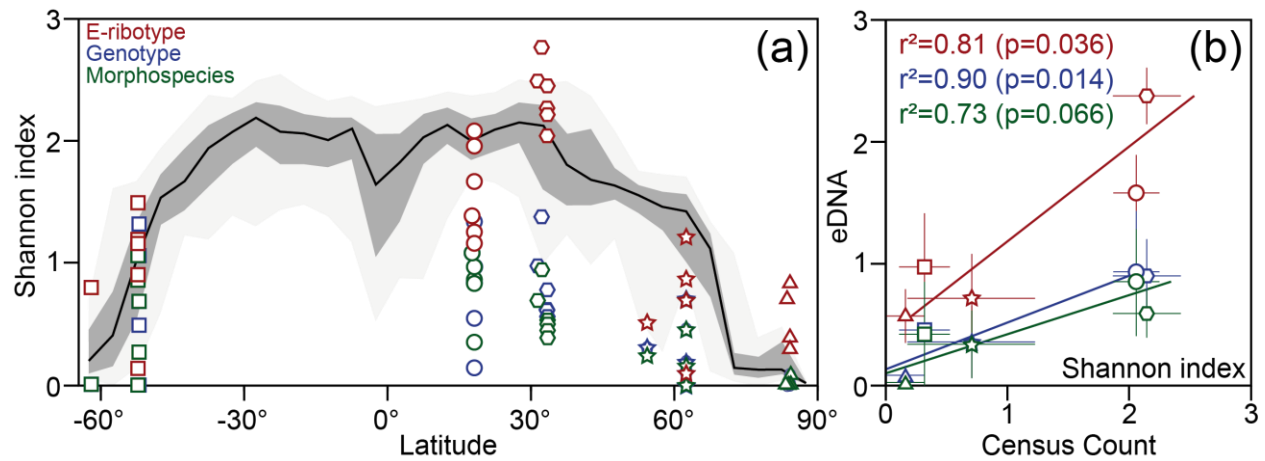 3
2
1
0
Shannon index
E-ribotype
Genotype
Morphospecies
(a)
-60°
-30°
0°
30°
60°
90°
Latitude
3
2
1
0
eDNA
r²=0.81 (p=0.036)
r²=0.90 (p=0.014)
r²=0.73 (p=0.066)
(b)
Shannon index
0
1
2
3
Census Count